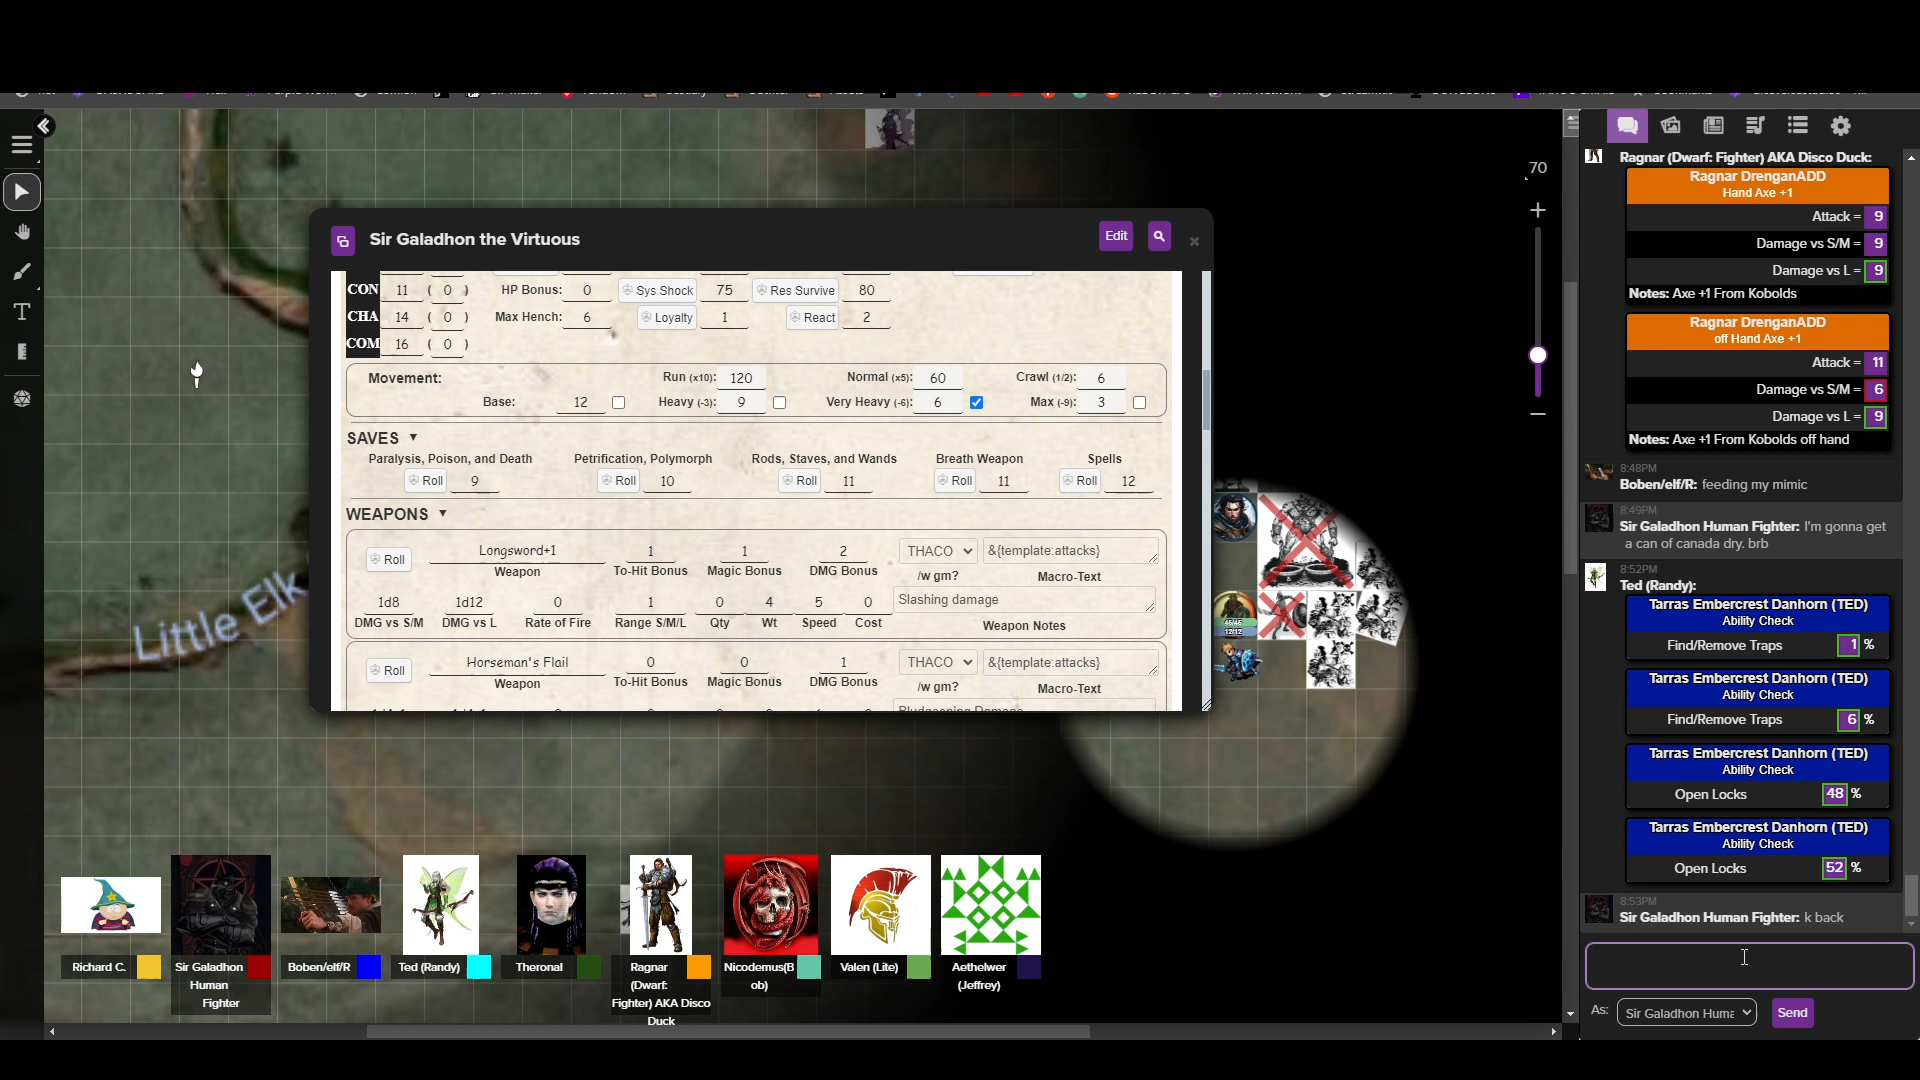 Sir Galadhon the Virtuous
Edit
CON 11 ( 0 ) HP Bonus: 0 Sys Shock 75 Res Survive 80
CHA 14 ( 0 ) Max Hench: 6 Loyalty 1 React 2
COM 16 ( 0 )
Movement: Run (x10): 120 Normal (x5): 60 Crawl (1/2): 6
Base: 12 Heavy (-3): 9 Very Heavy (-6): 6 Max (-9): 3
SAVES
Paralysis, Poison, and Death Petrification, Polymorph Rods, Staves, and Wands Breath Weapon Spells
Roll 9 Roll 10 Roll 11 Roll 11 Roll 12
WEAPONS
Roll Longsword+1 1 1 2 THACO &{template:attacks}
Weapon To-Hit Bonus Magic Bonus DMG Bonus /w gm? Macro-Text
1d8 1d12 0 1 0 4 5 0 Slashing damage
DMG vs S/M DMG vs L Rate of Fire Range S/M/L Qty Wt Speed Cost Weapon Notes
Roll Horseman's Flail 0 0 1 THACO &{template:attacks}
Weapon To-Hit Bonus Magic Bonus DMG Bonus /w gm? Macro-Text
Bludgeoning Damage
Little Elk
70
45/45
12/12
Richard C.
Sir Galadhon
Human
Fighter
Boben/elf/R
Ted (Randy)
Theronal
Ragnar
(Dwarf:
Fighter) AKA Disco
Duck
Nicodemus(B
ob)
Valen (Lite)
Aethelwer
(Jeffrey)
Ragnar (Dwarf: Fighter) AKA Disco Duck:
Ragnar DrenganADD
Hand Axe +1
Attack = 9
Damage vs S/M = 9
Damage vs L = 9
Notes: Axe +1 From Kobolds
Ragnar DrenganADD
off Hand Axe +1
Attack = 11
Damage vs S/M = 6
Damage vs L = 9
Notes: Axe +1 From Kobolds off hand
8:48PM
Boben/elf/R: feeding my mimic
8:49PM
Sir Galadhon Human Fighter: I'm gonna get
a can of canada dry. brb
8:52PM
Ted (Randy):
Tarras Embercrest Danhorn (TED)
Ability Check
Find/Remove Traps 1 %
Tarras Embercrest Danhorn (TED)
Ability Check
Find/Remove Traps 6 %
Tarras Embercrest Danhorn (TED)
Ability Check
Open Locks 48 %
Tarras Embercrest Danhorn (TED)
Ability Check
Open Locks 52 %
8:53PM
Sir Galadhon Human Fighter: k back
As: Sir Galadhon Huma Send